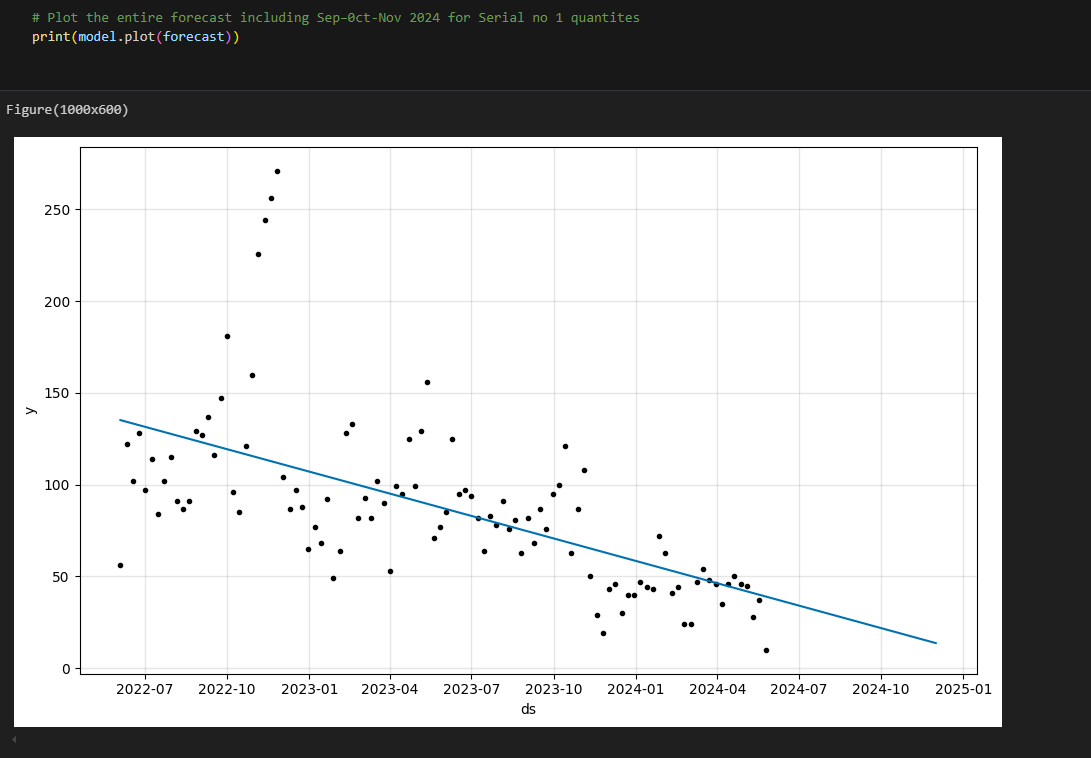 # Plot the entire forecast including Sep-Oct-Nov 2024 for Serial no 1 quantites
print(model.plot(forecast))
Figure(1000x600)
250
200
150
100
50
0
y
2022-07 2022-10 2023-01 2023-04 2023-07 2023-10 2024-01 2024-04 2024-07 2024-10 2025-01
ds